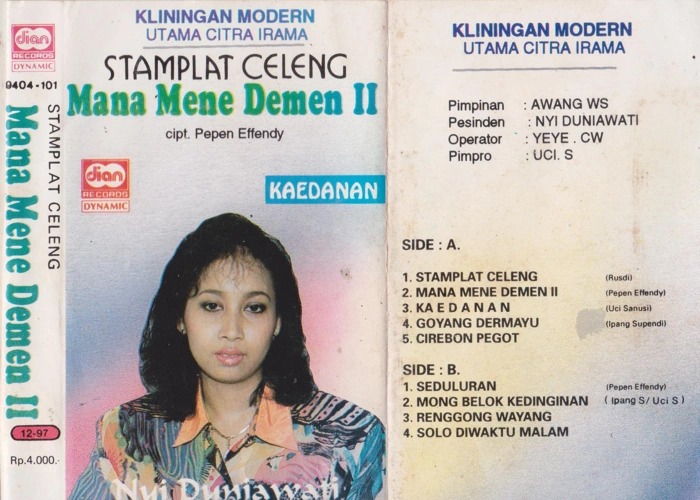 dian
RECORDS
DYNAMIC
9404-101
STAMPLAT CELENG
Mana Mene Demen II
12-97
Rp.4.000.-
KLININGAN MODERN
UTAMA CITRA IRAMA
STAMPLAT CELENG
Mana Mene Demen II
cipt. Pepen Effendy
dian
RECORDS
DYNAMIC
KAEDANAN
Nyi Duniawati
KLININGAN MODERN
UTAMA CITRA IRAMA
Pimpinan : AWANG WS
Pesinden : NYI DUNIAWATI
Operator : YEYE . CW
Pimpro : UCI. S
SIDE : A.
1. STAMPLAT CELENG (Rusdi)
2. MANA MENE DEMEN II (Pepen Effendy)
3. KA E D A N A N (Uci Sanusi)
4. GOYANG DERMAYU (Ipang Supendi)
5. CIREBON PEGOT
SIDE : B.
1. SEDULURAN (Pepen Effendy)
2. MONG BELOK KEDINGINAN ( Ipang S/ Uci S )
3. RENGGONG WAYANG
4. SOLO DIWAKTU MALAM